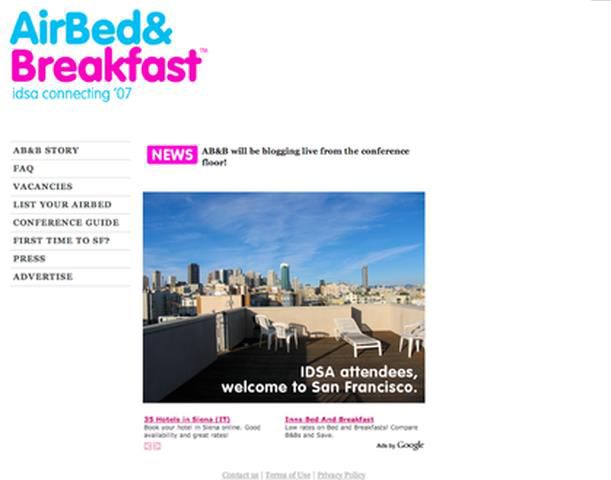 AirBed&
Breakfast™
idsa connecting '07
AB&B STORY
FAQ
VACANCIES
LIST YOUR AIRBED
CONFERENCE GUIDE
FIRST TIME TO SF?
PRESS
ADVERTISE
NEWS
AB&B will be blogging live from the conference
floor!
IDSA attendees,
welcome to San Francisco.
35 Hotels in Siena (IT)
Book your hotel in Siena online. Good
availability and great rates!
Inns Bed And Breakfast
Low rates on Bed and Breakfasts! Compare
B&Bs and Save.
Ads by Google
Contact us | Terms of Use | Privacy Policy